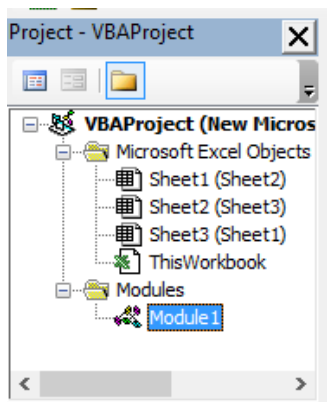 Project - VBAProject
VBAProject (New Micros
Microsoft Excel Objects
Sheet1 (Sheet2)
Sheet2 (Sheet3)
Sheet3 (Sheet1)
ThisWorkbook
Modules
Module1